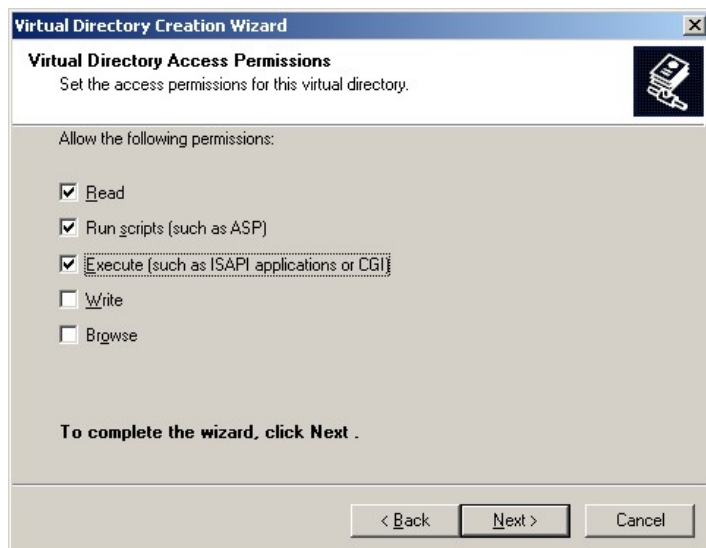 Virtual Directory Creation Wizard
Virtual Directory Access Permissions
Set the access permissions for this virtual directory.
Allow the following permissions:
Read
Run scripts (such as ASP)
Execute (such as ISAPI applications or CGI)
Write
Browse
To complete the wizard, click Next .
< Back Next > Cancel